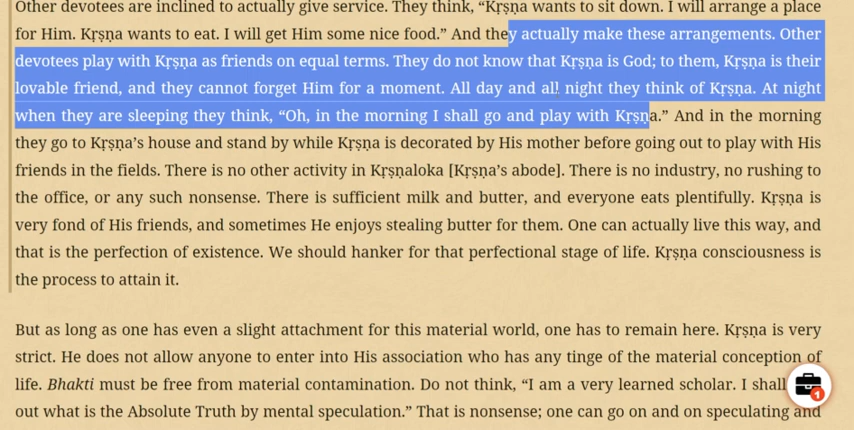 Other devotees are inclined to actually give service. They think, “Kṛṣṇa wants to sit down. I will arrange a place
for Him. Kṛṣṇa wants to eat. I will get Him some nice food.” And they actually make these arrangements. Other
devotees play with Kṛṣṇa as friends on equal terms. They do not know that Kṛṣṇa is God; to them, Kṛṣṇa is their
lovable friend, and they cannot forget Him for a moment. All day and all night they think of Kṛṣṇa. At night
when they are sleeping they think, “Oh, in the morning I shall go and play with Kṛṣṇa.” And in the morning
they go to Kṛṣṇa’s house and stand by while Kṛṣṇa is decorated by His mother before going out to play with His
friends in the fields. There is no other activity in Kṛṣṇaloka [Kṛṣṇa’s abode]. There is no industry, no rushing to
the office, or any such nonsense. There is sufficient milk and butter, and everyone eats plentifully. Kṛṣṇa is
very fond of His friends, and sometimes He enjoys stealing butter for them. One can actually live this way, and
that is the perfection of existence. We should hanker for that perfectional stage of life. Kṛṣṇa consciousness is
the process to attain it.
But as long as one has even a slight attachment for this material world, one has to remain here. Kṛṣṇa is very
strict. He does not allow anyone to enter into His association who has any tinge of the material conception of
life. Bhakti must be free from material contamination. Do not think, “I am a very learned scholar. I shall
out what is the Absolute Truth by mental speculation.” That is nonsense; one can go on and on speculating and
1